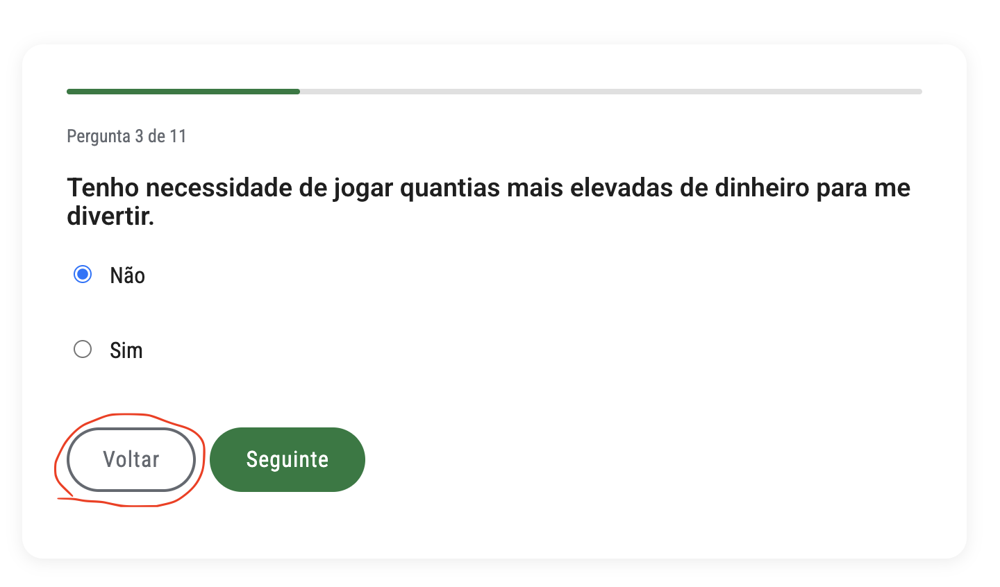 Pergunta 3 de 11
Tenho necessidade de jogar quantias mais elevadas de dinheiro para me
divertir.
Não
Sim
Voltar
Seguinte